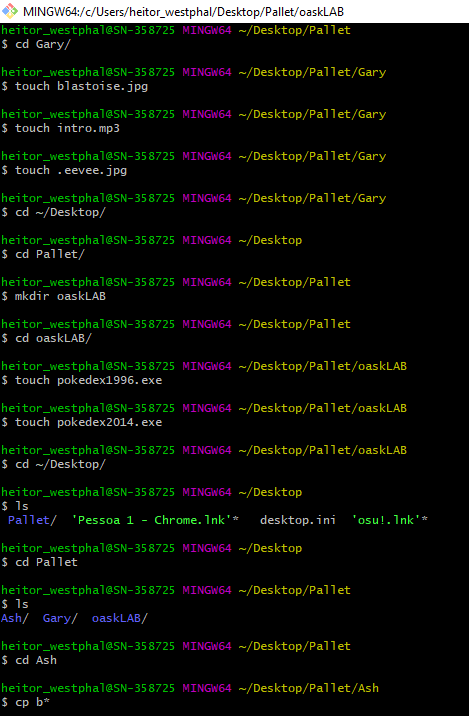 MINGW64:/c/Users/heitor_westphal/Desktop/Pallet/oaskLAB
heitor_westphal@SN-358725 MINGW64 ~/Desktop/Pallet
$ cd Gary/
heitor_westphal@SN-358725 MINGW64 ~/Desktop/Pallet/Gary
$ touch blastoise.jpg
heitor_westphal@SN-358725 MINGW64 ~/Desktop/Pallet/Gary
$ touch intro.mp3
heitor_westphal@SN-358725 MINGW64 ~/Desktop/Pallet/Gary
$ touch .eevee.jpg
heitor_westphal@SN-358725 MINGW64 ~/Desktop/Pallet/Gary
$ cd ~/Desktop/
heitor_westphal@SN-358725 MINGW64 ~/Desktop
$ cd Pallet/
heitor_westphal@SN-358725 MINGW64 ~/Desktop/Pallet
$ mkdir oaskLAB
heitor_westphal@SN-358725 MINGW64 ~/Desktop/Pallet
$ cd oaskLAB/
heitor_westphal@SN-358725 MINGW64 ~/Desktop/Pallet/oaskLAB
$ touch pokedex1996.exe
heitor_westphal@SN-358725 MINGW64 ~/Desktop/Pallet/oaskLAB
$ touch pokedex2014.exe
heitor_westphal@SN-358725 MINGW64 ~/Desktop/Pallet/oaskLAB
$ cd ~/Desktop/
heitor_westphal@SN-358725 MINGW64 ~/Desktop
$ ls
Pallet/  'Pessoa 1 - Chrome.lnk'*   desktop.ini  'osu!.lnk'*
heitor_westphal@SN-358725 MINGW64 ~/Desktop
$ cd Pallet
heitor_westphal@SN-358725 MINGW64 ~/Desktop/Pallet
$ ls
Ash/  Gary/  oaskLAB/
heitor_westphal@SN-358725 MINGW64 ~/Desktop/Pallet
$ cd Ash
heitor_westphal@SN-358725 MINGW64 ~/Desktop/Pallet/Ash
$ cp b*